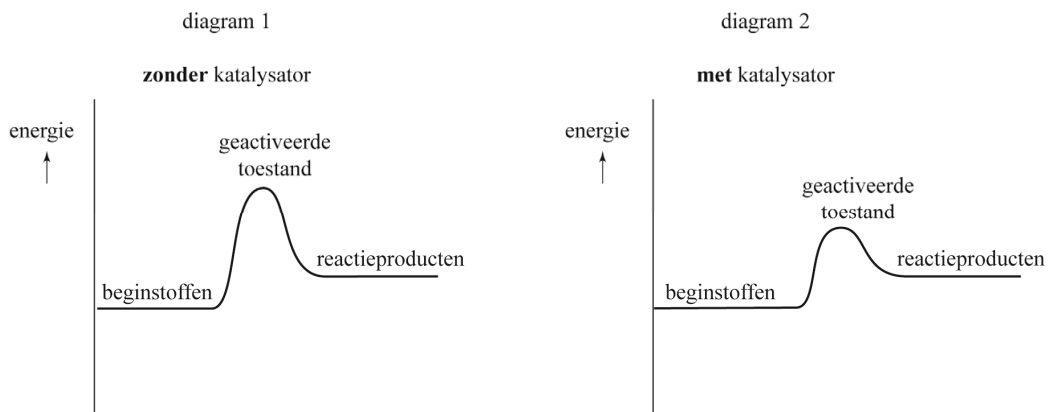 diagram 1
zonder katalysator
energie
geactiveerde
toestand
reactieproducten
beginstoffen
diagram 2
met katalysator
energie
geactiveerde
toestand
reactieproducten
beginstoffen